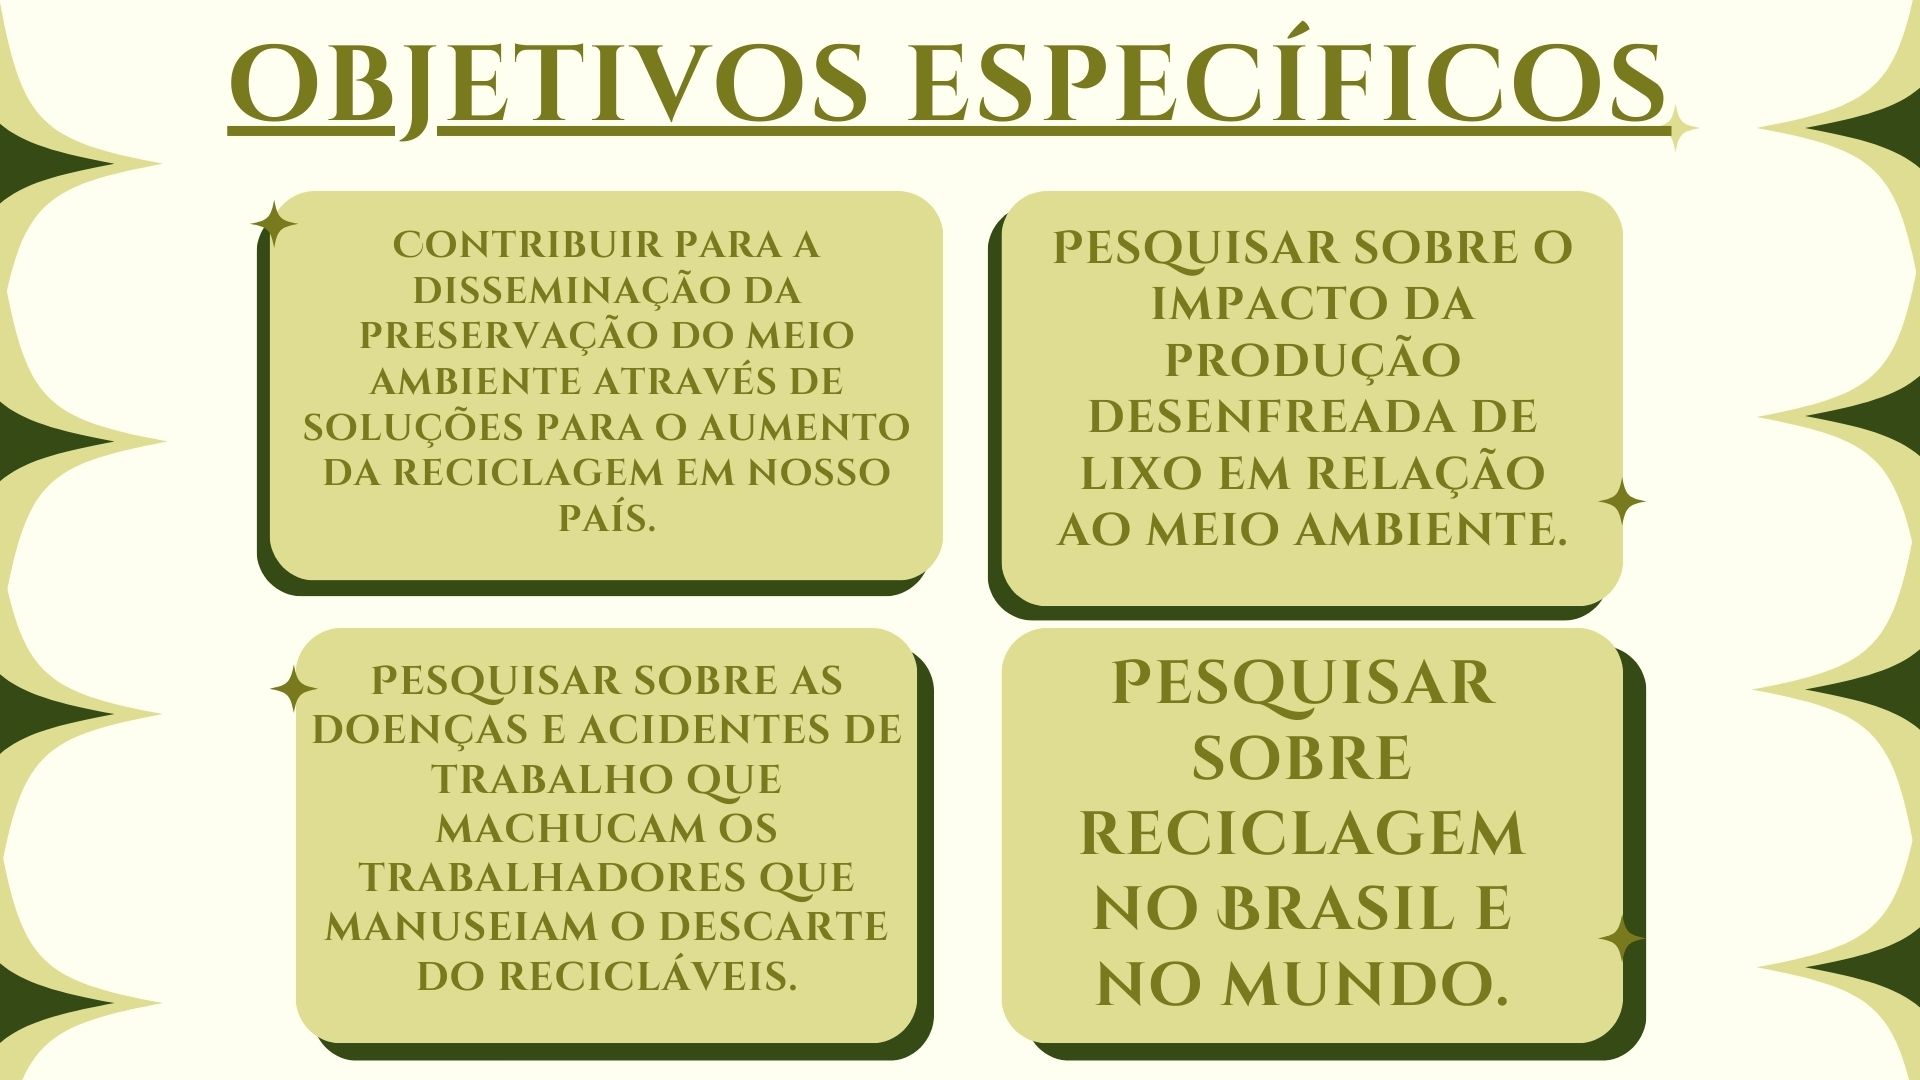 OBJETIVOS ESPECÍFICOS
Contribuir para a
disseminação da
preservação do meio
ambiente através de
soluções para o aumento
da reciclagem em nosso
país.
Pesquisar sobre o
impacto da
produção
desenfreada de
lixo em relação
ao meio ambiente.
Pesquisar sobre as
doenças e acidentes de
trabalho que
machucam os
trabalhadores que
manuseiam o descarte
do recicláveis.
Pesquisar
sobre
reciclagem
no Brasil e
no mundo.